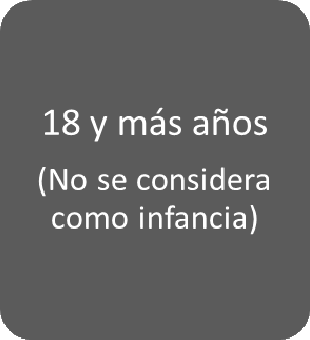 18 y más años
(No se considera
como infancia)